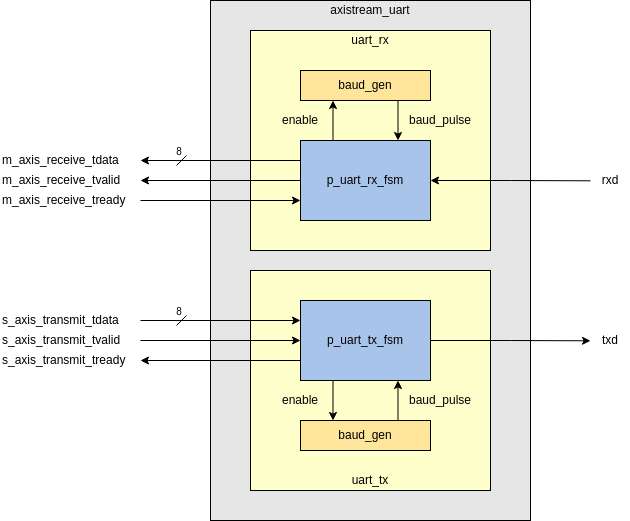 axistream_uart
uart_rx
baud_gen
enable
baud_pulse
8
m_axis_receive_tdata
m_axis_receive_tvalid
m_axis_receive_tready
p_uart_rx_fsm
rxd
8
s_axis_transmit_tdata
s_axis_transmit_tvalid
s_axis_transmit_tready
p_uart_tx_fsm
txd
enable
baud_pulse
baud_gen
uart_tx